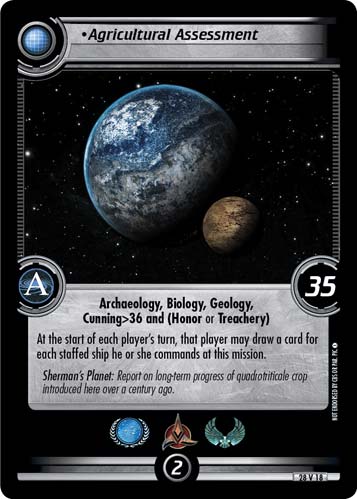 •Agricultural Assessment
A
35
Archaeology, Biology, Geology,
Cunning>36 and (Honor or Treachery)
At the start of each player's turn, that player may draw a card
for each staffed ship he or she commands at this mission.
Sherman's Planet: Report on long-term progress of quadrotriticale crop
introduced here over a century ago.
2
28 V 18